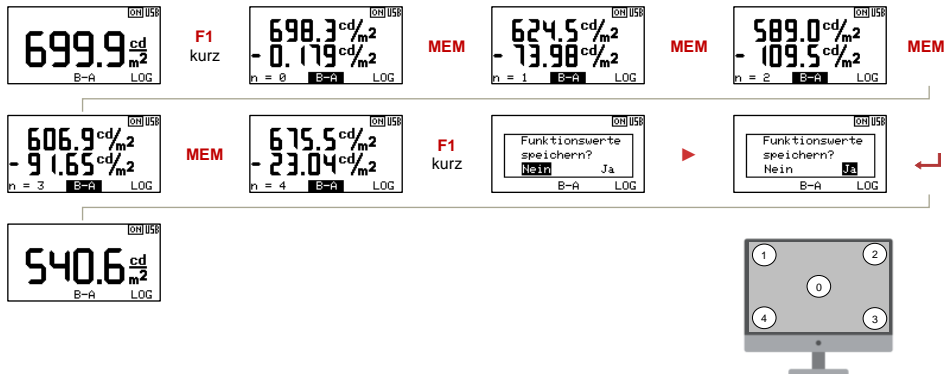 ON USB
699.9 cd/m2
B-A LOG
F1
kurz
ON USB
698.3 cd/m2
- 0.179 cd/m2
n = 0 B-A LOG
MEM
ON USB
624.5 cd/m2
- 73.98 cd/m2
n = 1 B-A LOG
MEM
ON USB
589.0 cd/m2
- 109.5 cd/m2
n = 2 B-A LOG
MEM
ON USB
606.9 cd/m2
- 91.65 cd/m2
n = 3 B-A LOG
MEM
ON USB
675.5 cd/m2
- 23.04 cd/m2
n = 4 B-A LOG
F1
kurz
ON USB
Funktionswerte
speichern?
Nein Ja
B-A LOG
ON USB
Funktionswerte
speichern?
Nein Ja
B-A LOG
ON USB
540.6 cd/m2
B-A LOG
1 2
0
4 3